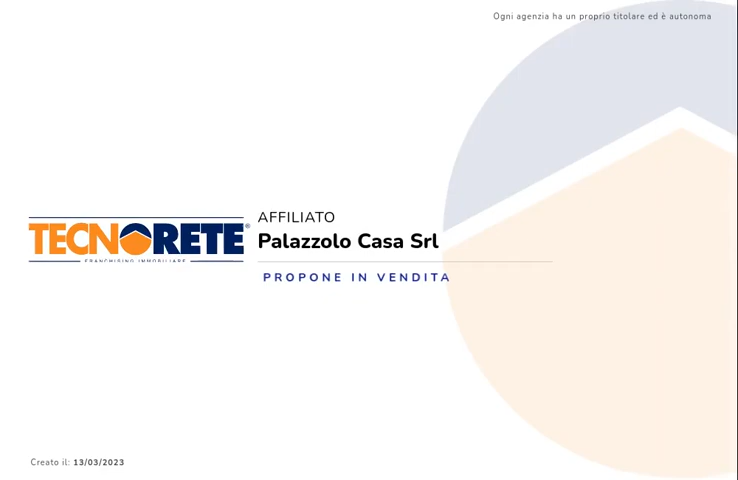 Ogni agenzia ha un proprio titolare ed è autonoma
AFFILIATO
TECNORETE®
Palazzolo Casa Srl
FRANCHISING IMMOBILIARE
PROPONE IN VENDITA
Creato il: 13/03/2023